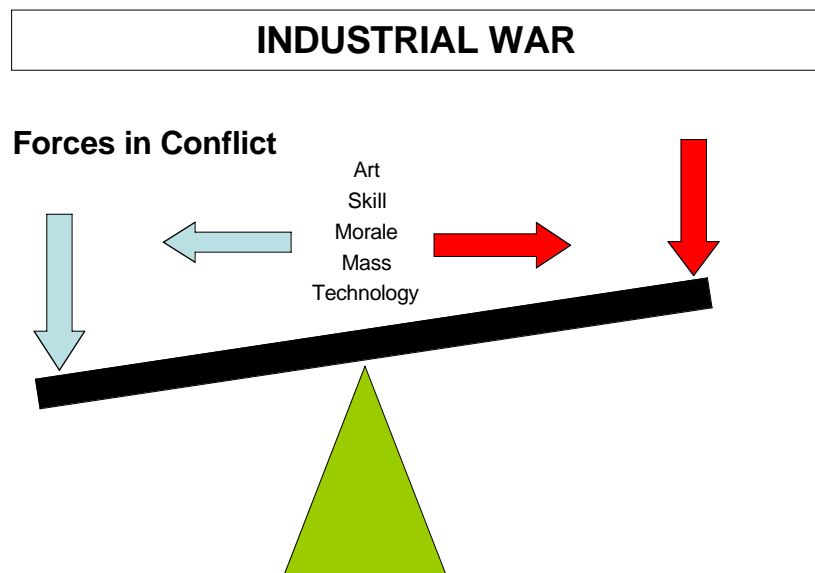 INDUSTRIAL WAR
Forces in Conflict
Art
Skill
Morale
Mass
Technology